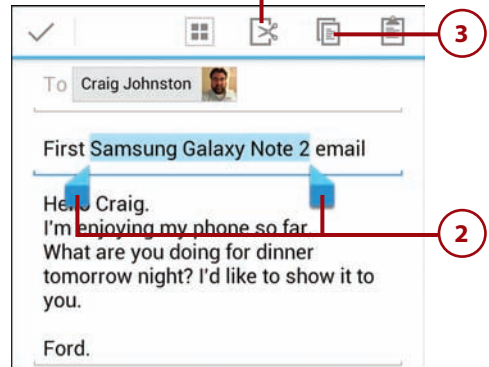 3
To Craig Johnston
First Samsung Galaxy Note 2 email
Hello Craig.
I'm enjoying my phone so far.
2
What are you doing for dinner
tomorrow night? I'd like to show it to
you.
Ford.